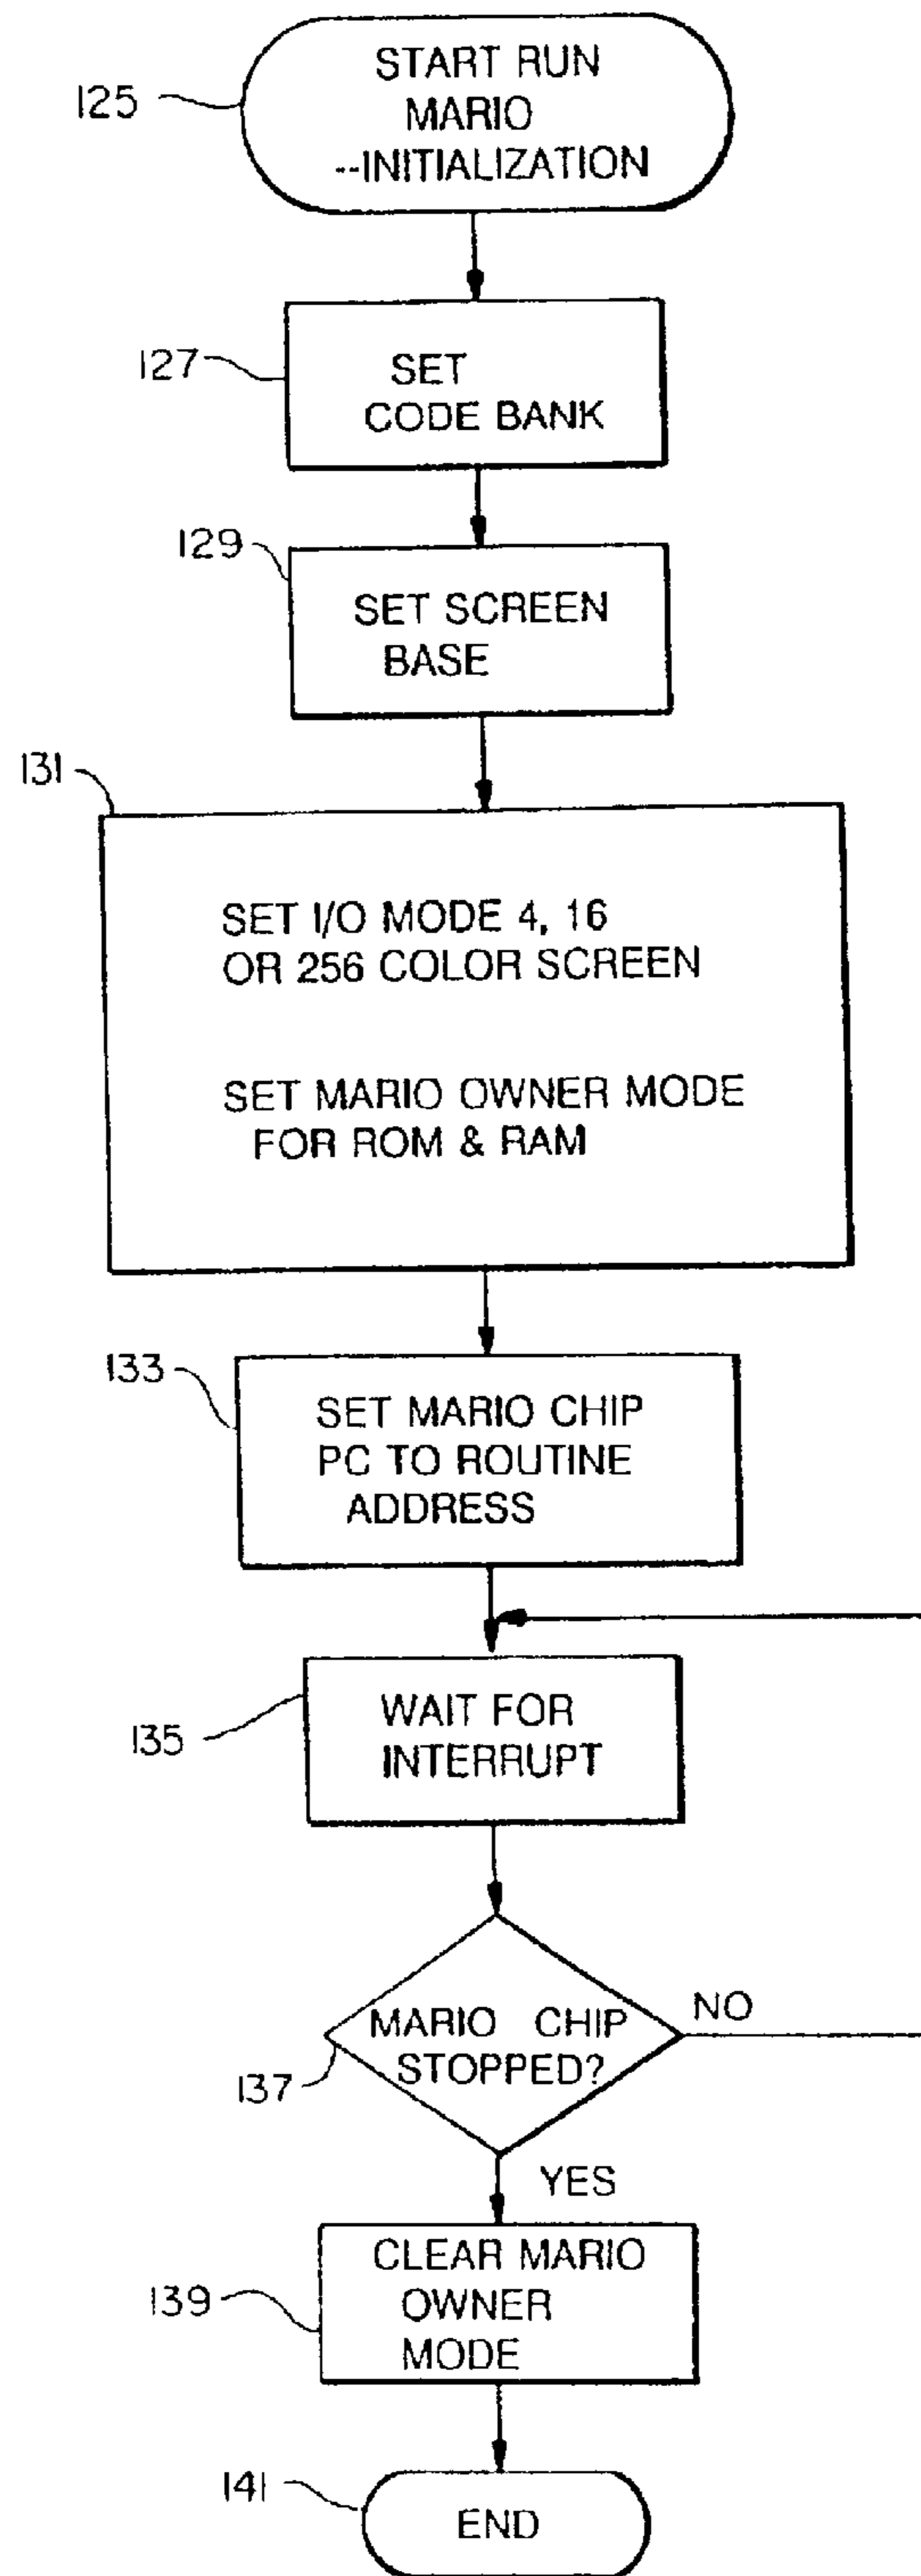 125
START RUN
MARIO
--INITIALIZATION
127
SET
CODE BANK
129
SET SCREEN
BASE
131
SET I/O MODE 4, 16
OR 256 COLOR SCREEN
SET MARIO OWNER MODE
FOR ROM & RAM
133
SET MARIO CHIP
PC TO ROUTINE
ADDRESS
135
WAIT FOR
INTERRUPT
137
MARIO CHIP
STOPPED?
NO
YES
139
CLEAR MARIO
OWNER
MODE
141
END